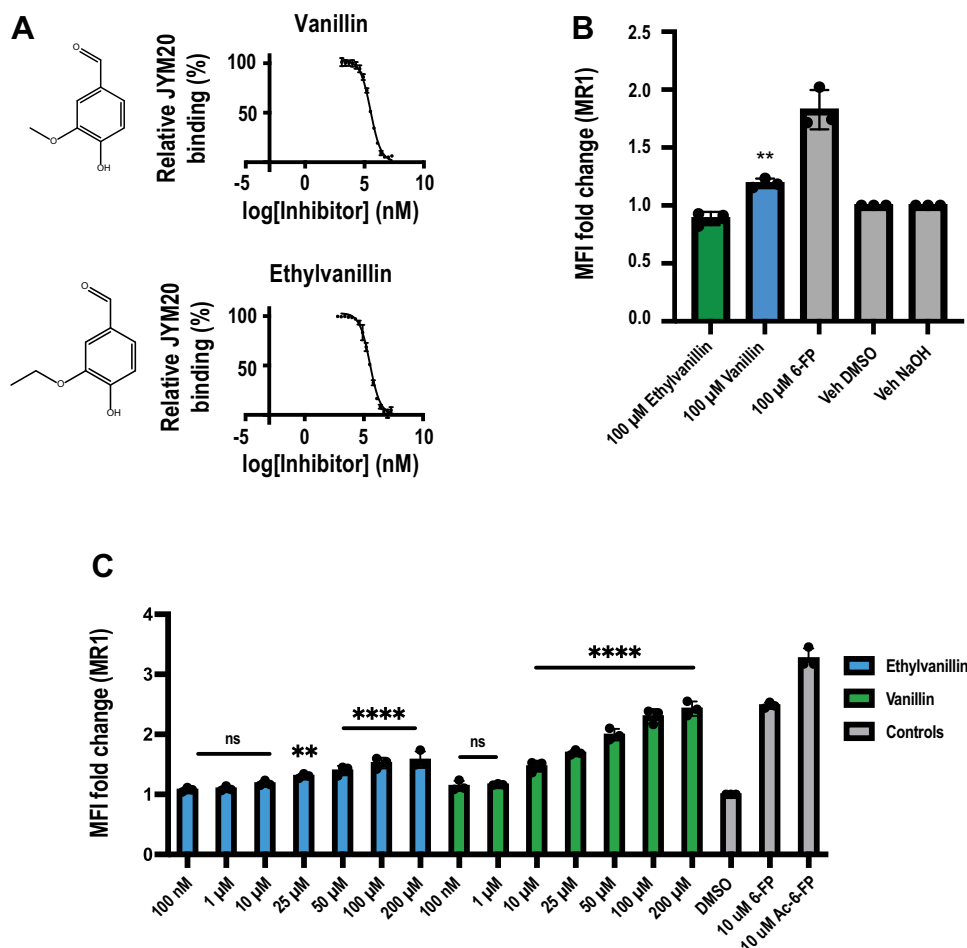 A
Vanillin
O
O
OH
Relative JYM20
binding (%)
100
50
-5 0 5 10
log[Inhibitor] (nM)
Ethylvanillin
O
O
OH
Relative JYM20
binding (%)
100
50
-5 0 5 10
log[Inhibitor] (nM)
B
MFI fold change (MR1)
2.5
2.0
1.5
1.0
0.5
0.0
**
100 µM Ethylvanillin
100 µM Vanillin
100 µM 6-FP
Veh DMSO
Veh NaOH
C
MFI fold change (MR1)
4
3
2
1
0
ns
**
****
ns
****
100 nM
1 µM
10 µM
25 µM
50 µM
100 µM
200 µM
100 nM
1 µM
10 µM
25 µM
50 µM
100 µM
200 µM
DMSO
10 uM 6-FP
10 uM Ac-6-FP
Ethylvanillin
Vanillin
Controls